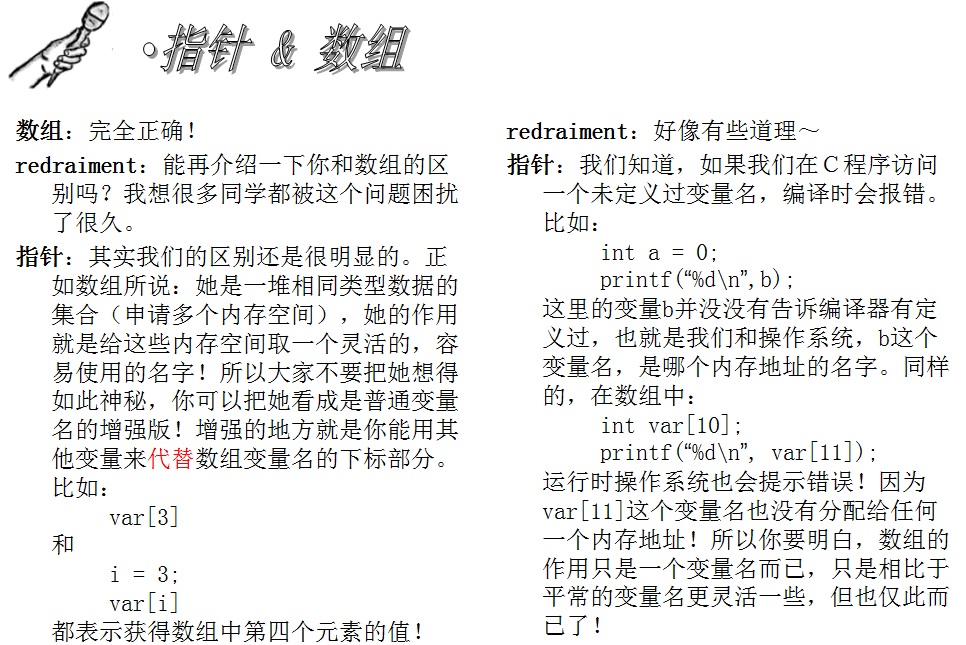 •指针 & 数组
数组：完全正确！
redraiment：能再介绍一下你和数组的区
别吗？我想很多同学都被这个问题困扰
了很久。
指针：其实我们的区别还是很明显的。正
如数组所说：她是一堆相同类型数据的
集合（申请多个内存空间），她的作用
就是给这些内存空间取一个灵活的，容
易使用的名字！所以大家不要把她想得
如此神秘，你可以把她看成是普通变量
名的增强版！增强的地方就是你能用其
他变量来代替数组变量名的下标部分。
比如：
var[3]
和
i = 3;
var[i]
都表示获得数组中第四个元素的值！
redraiment：好像有些道理～
指针：我们知道，如果我们在Ｃ程序访问
一个未定义过变量名，编译时会报错。
比如：
int a = 0;
printf(“%d\n”,b);
这里的变量b并没没有告诉编译器有定
义过，也就是我们和操作系统，b这个
变量名，是哪个内存地址的名字。同样
的，在数组中：
int var[10];
printf(“%d\n”, var[11]);
运行时操作系统也会提示错误！因为
var[11]这个变量名也没有分配给任何
一个内存地址！所以你要明白，数组的
作用只是一个变量名而已，只是相比于
平常的变量名更灵活一些，但也仅此而
已了！